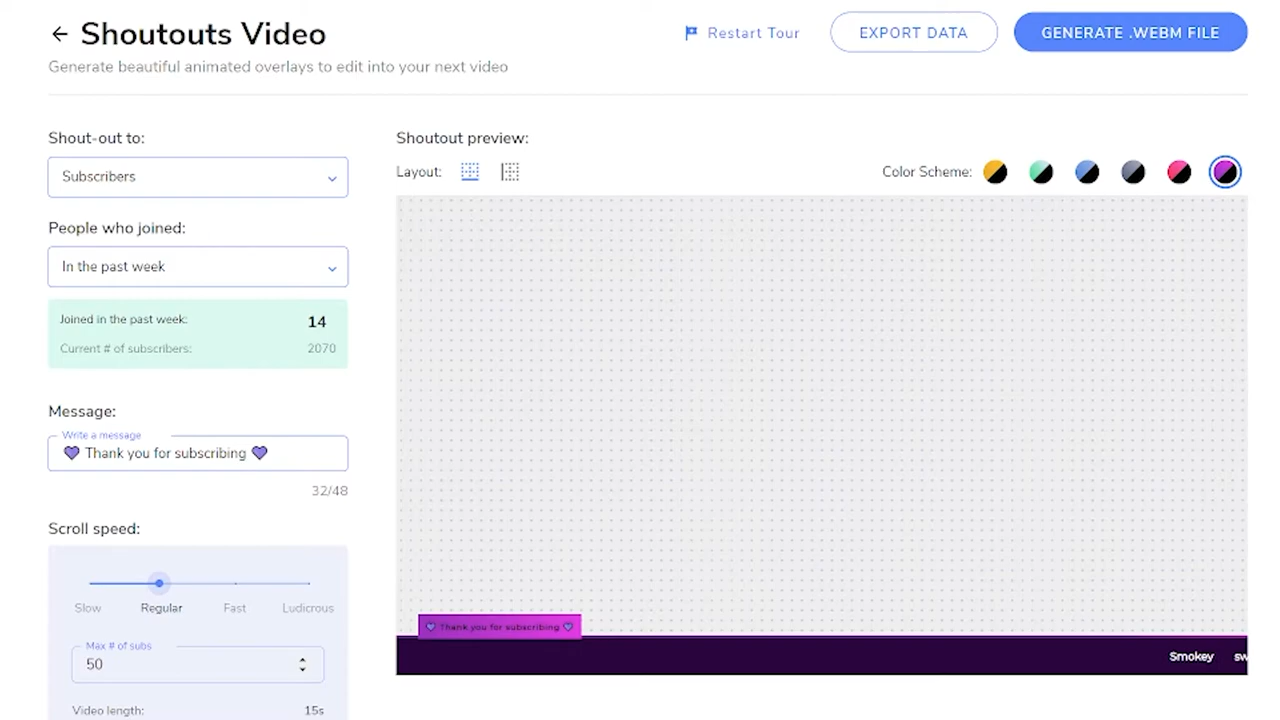 Shoutouts Video
Restart Tour
EXPORT DATA
GENERATE .WEBM FILE
Generate beautiful animated overlays to edit into your next video
Shout-out to:
Subscribers
People who joined:
In the past week
Joined in the past week: 14
Current # of subscribers: 2070
Message:
Write a message
💜 Thank you for subscribing 💜
32/48
Scroll speed:
Slow Regular Fast Ludicrous
Max # of subs
50
Video length: 15s
Shoutout preview:
Layout:
Color Scheme:
💜 Thank you for subscribing 💜
Smokey sw